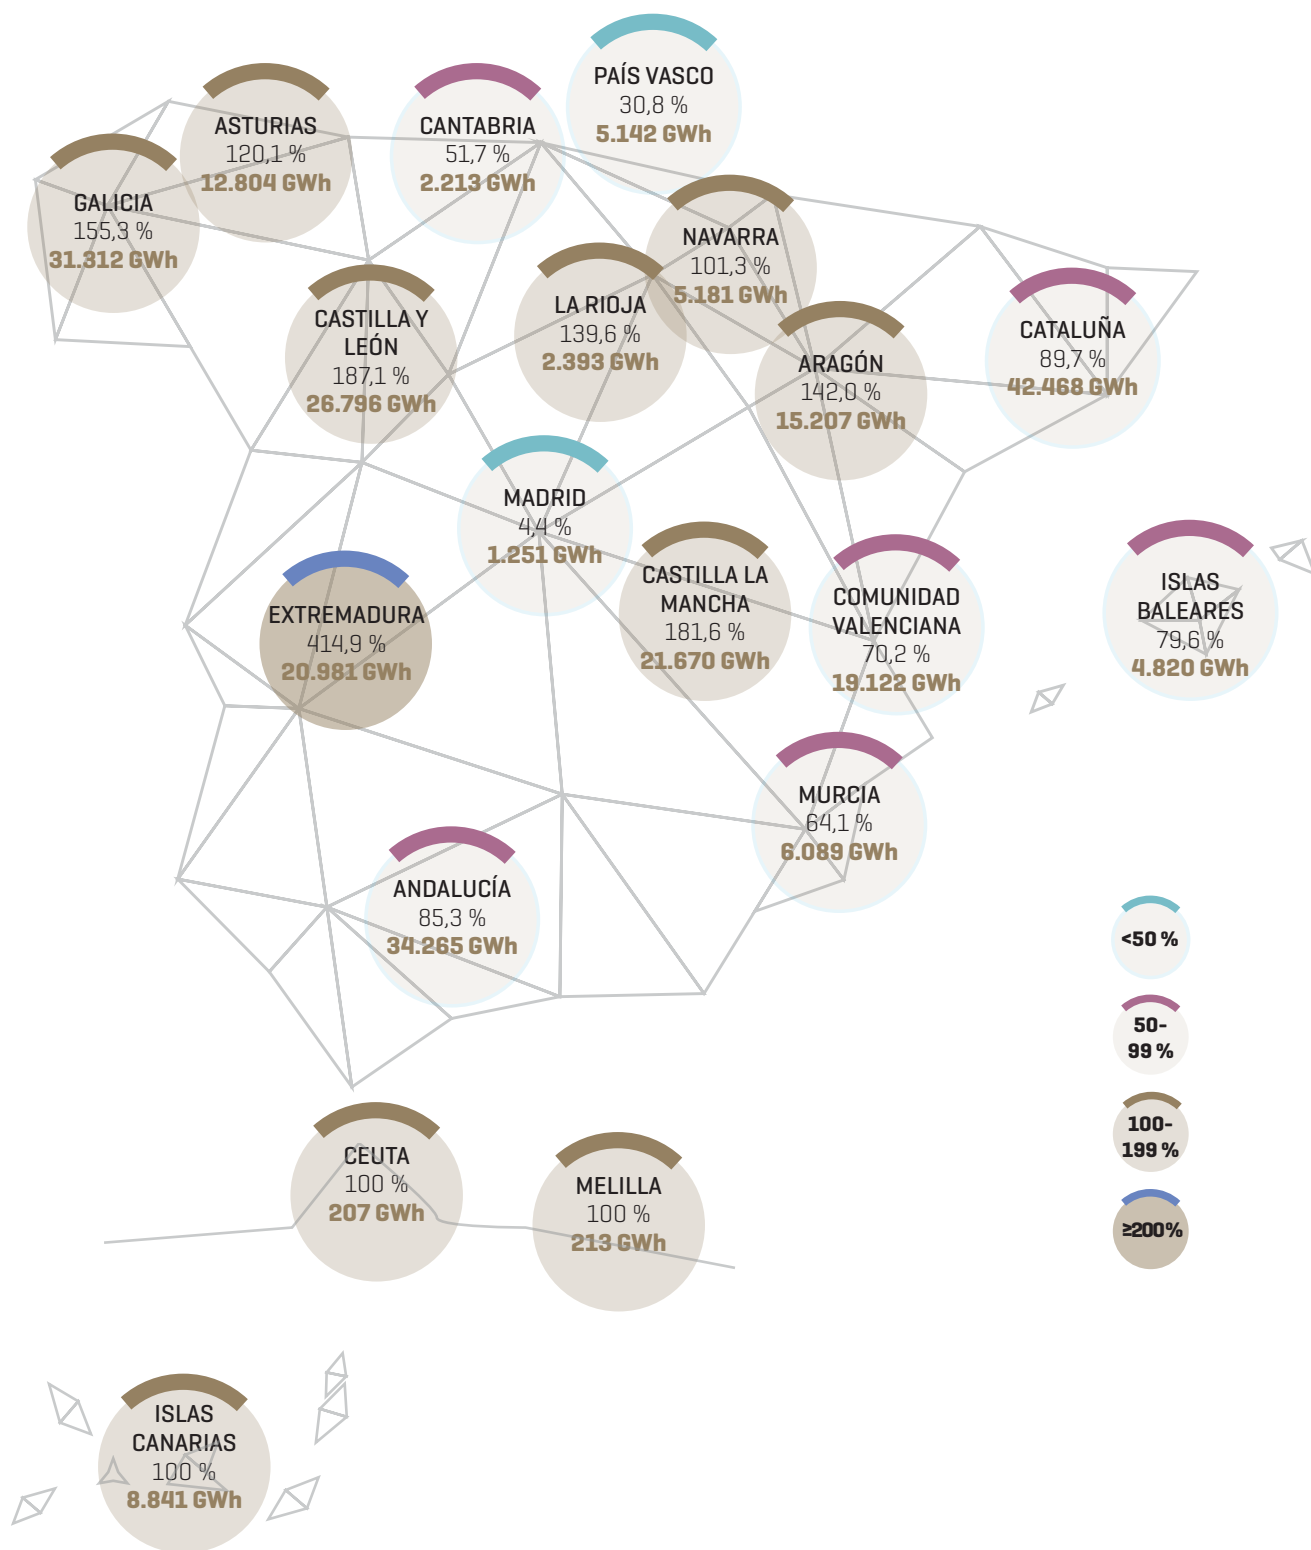 PAÍS VASCO
30,8 %
5.142 GWh
ASTURIAS
120,1 %
12.804 GWh
CANTABRIA
51,7 %
2.213 GWh
GALICIA
155,3 %
31.312 GWh
NAVARRA
101,3 %
5.181 GWh
LA RIOJA
139,6 %
2.393 GWh
CASTILLA Y
LEÓN
187,1 %
26.796 GWh
ARAGÓN
142,0 %
15.207 GWh
CATALUÑA
89,7 %
42.468 GWh
MADRID
4,4 %
1.251 GWh
CASTILLA LA
MANCHA
181,6 %
21.670 GWh
COMUNIDAD
VALENCIANA
70,2 %
19.122 GWh
ISLAS
BALEARES
79,6 %
4.820 GWh
EXTREMADURA
414,9 %
20.981 GWh
MURCIA
64,1 %
6.089 GWh
ANDALUCÍA
85,3 %
34.265 GWh
<50 %
50-
99 %
100-
199 %
≥200%
CEUTA
100 %
207 GWh
MELILLA
100 %
213 GWh
ISLAS
CANARIAS
100 %
8.841 GWh